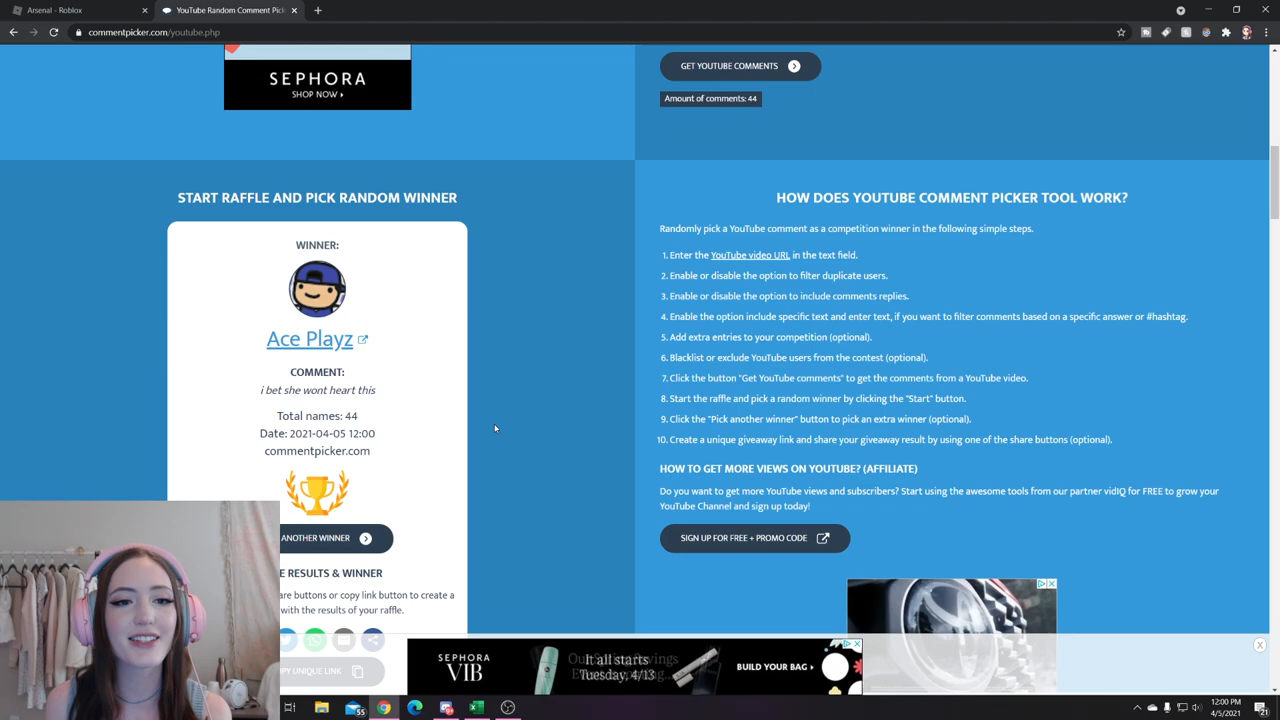 Arsenal - Roblox
YouTube Random Comment Picker
commentpicker.com/youtube.php
SEPHORA
SHOP NOW
GET YOUTUBE COMMENTS
Amount of comments: 44
START RAFFLE AND PICK RANDOM WINNER
WINNER:
Ace Playz
COMMENT:
i bet she wont heart this
Total names: 44
Date: 2021-04-05 12:00
commentpicker.com
ANOTHER WINNER
E RESULTS & WINNER
are buttons or copy link button to create a
with the results of your raffle.
PY UNIQUE LINK
HOW DOES YOUTUBE COMMENT PICKER TOOL WORK?
Randomly pick a YouTube comment as a competition winner in the following simple steps.
1. Enter the YouTube video URL in the text field.
2. Enable or disable the option to filter duplicate users.
3. Enable or disable the option to include comments replies.
4. Enable the option include specific text and enter text, if you want to filter comments based on a specific answer or #hashtag.
5. Add extra entries to your competition (optional).
6. Blacklist or exclude YouTube users from the contest (optional).
7. Click the button "Get YouTube comments" to get the comments from a YouTube video.
8. Start the raffle and pick a random winner by clicking the "Start" button.
9. Click the "Pick another winner" button to pick an extra winner (optional).
10. Create a unique giveaway link and share your giveaway result by using one of the share buttons (optional).
HOW TO GET MORE VIEWS ON YOUTUBE? (AFFILIATE)
Do you want to get more YouTube views and subscribers? Start using the awesome tools from our partner vidIQ for FREE to grow your
YouTube Channel and sign up today!
SIGN UP FOR FREE + PROMO CODE
SEPHORA
VIB
It all starts
Tuesday, 4/13
BUILD YOUR BAG
X
55
12:00 PM
4/5/2021
21